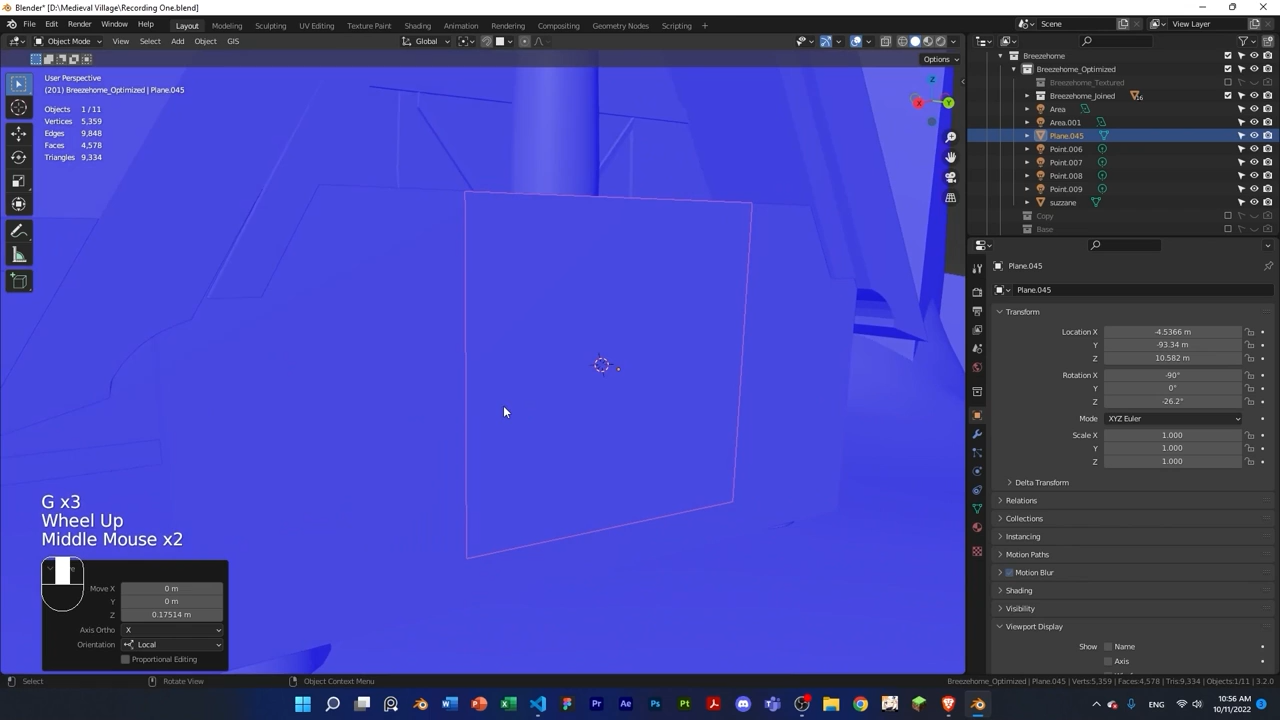 Blender* [D:\Medieval Village\Recording One.blend]
File Edit Render Window Help Layout Modeling Sculpting UV Editing Texture Paint Shading Animation Rendering Compositing Geometry Nodes Scripting + Scene View Layer
Object Mode View Select Add Object GIS Global
Options
User Perspective
(201) Breezehome_Optimized | Plane.045
Objects 1/11
Vertices 5,359
Edges 9,848
Faces 4,578
Triangles 9,334
Z
X Y
Breezehome
Breezehome_Optimized
Breezehome_Textured
Breezehome_Joined 16
Area
Area.001
Plane.045
Point.006
Point.007
Point.008
Point.009
suzzane
Copy
Base
Plane.045
Plane.045
Transform
Location X -4.5366 m
Y -93.34 m
Z 10.582 m
Rotation X -90°
Y 0°
Z -26.2°
Mode XYZ Euler
Scale X 1.000
Y 1.000
Z 1.000
Delta Transform
Relations
Collections
Instancing
Motion Paths
Motion Blur
Shading
Visibility
Viewport Display
Show Name
Axis
G x3
Wheel Up
Middle Mouse x2
Move X 0 m
Y 0 m
Z 0.17514 m
Axis Ortho X
Orientation Local
Proportional Editing
Select Rotate View Object Context Menu Breezehome_Optimized | Plane.045 | Verts:5,359 | Faces:4,578 | Tris:9,334 | Objects:1/11 | 3.2.0
ENG 10:56 AM
10/11/2022